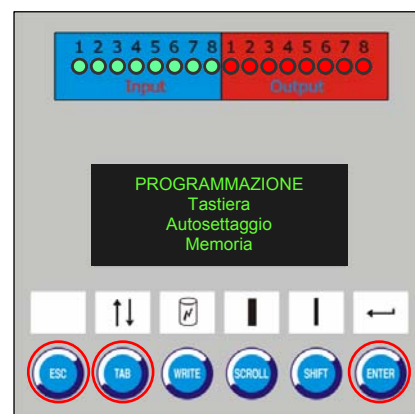 1 2 3 4 5 6 7 8 1 2 3 4 5 6 7 8
Input Output
PROGRAMMAZIONE
Tastiera
Autosettaggio
Memoria
ESC TAB WRITE SCROLL SHIFT ENTER